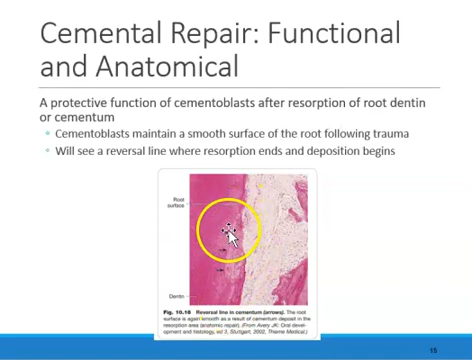 Cemental Repair: Functional
and Anatomical
A protective function of cementoblasts after resorption of root dentin
or cementum
Cementoblasts maintain a smooth surface of the root following trauma
Will see a reversal line where resorption ends and deposition begins
Root
surface
Dentin
Fig. 10.16 Reversal line in cementum (arrows). The root
surface is again smooth as a result of cementum deposit in the
resorption area (anatomic repair). (From Avery JK: Oral devel-
opment and histology, ed 3, Stuttgart, 2002, Thieme Medical.)
15